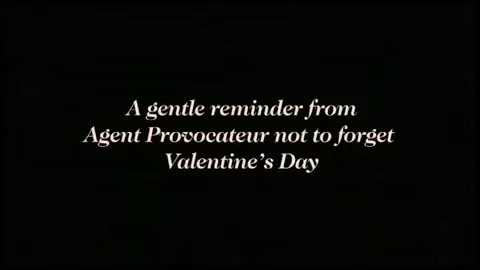 A gentle reminder from
Agent Provocateur not to forget
Valentine's Day